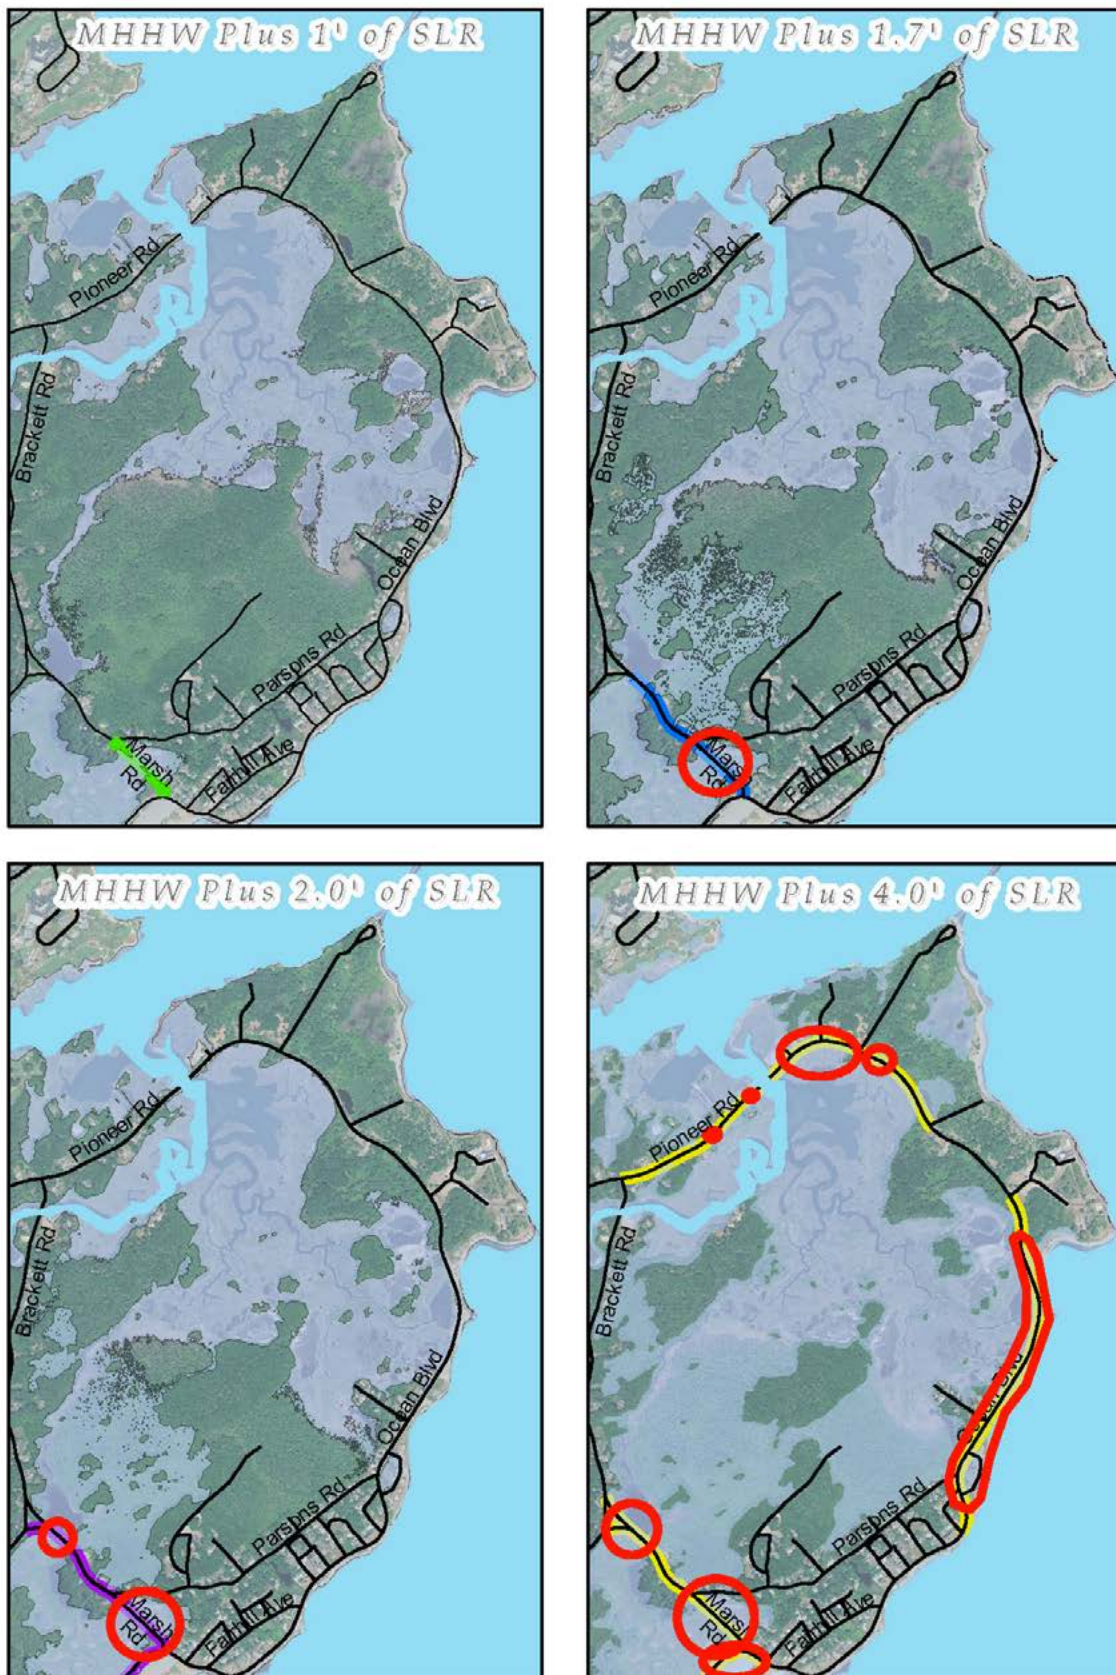 MHHW Plus 1' of SLR
Pioneer Rd
Brackett Rd
Ocean Blvd
Parsons Rd
Marsh
Rd
Fairhill Ave
MHHW Plus 1.7' of SLR
Pioneer Rd
Brackett Rd
Ocean Blvd
Parsons Rd
Marsh
Rd
Fairhill Ave
MHHW Plus 2.0' of SLR
Pioneer Rd
Brackett Rd
Ocean Blvd
Parsons Rd
Marsh
Rd
Fairhill Ave
MHHW Plus 4.0' of SLR
Pioneer Rd
Brackett Rd
Ocean Blvd
Parsons Rd
Marsh
Rd
Fairhill Ave